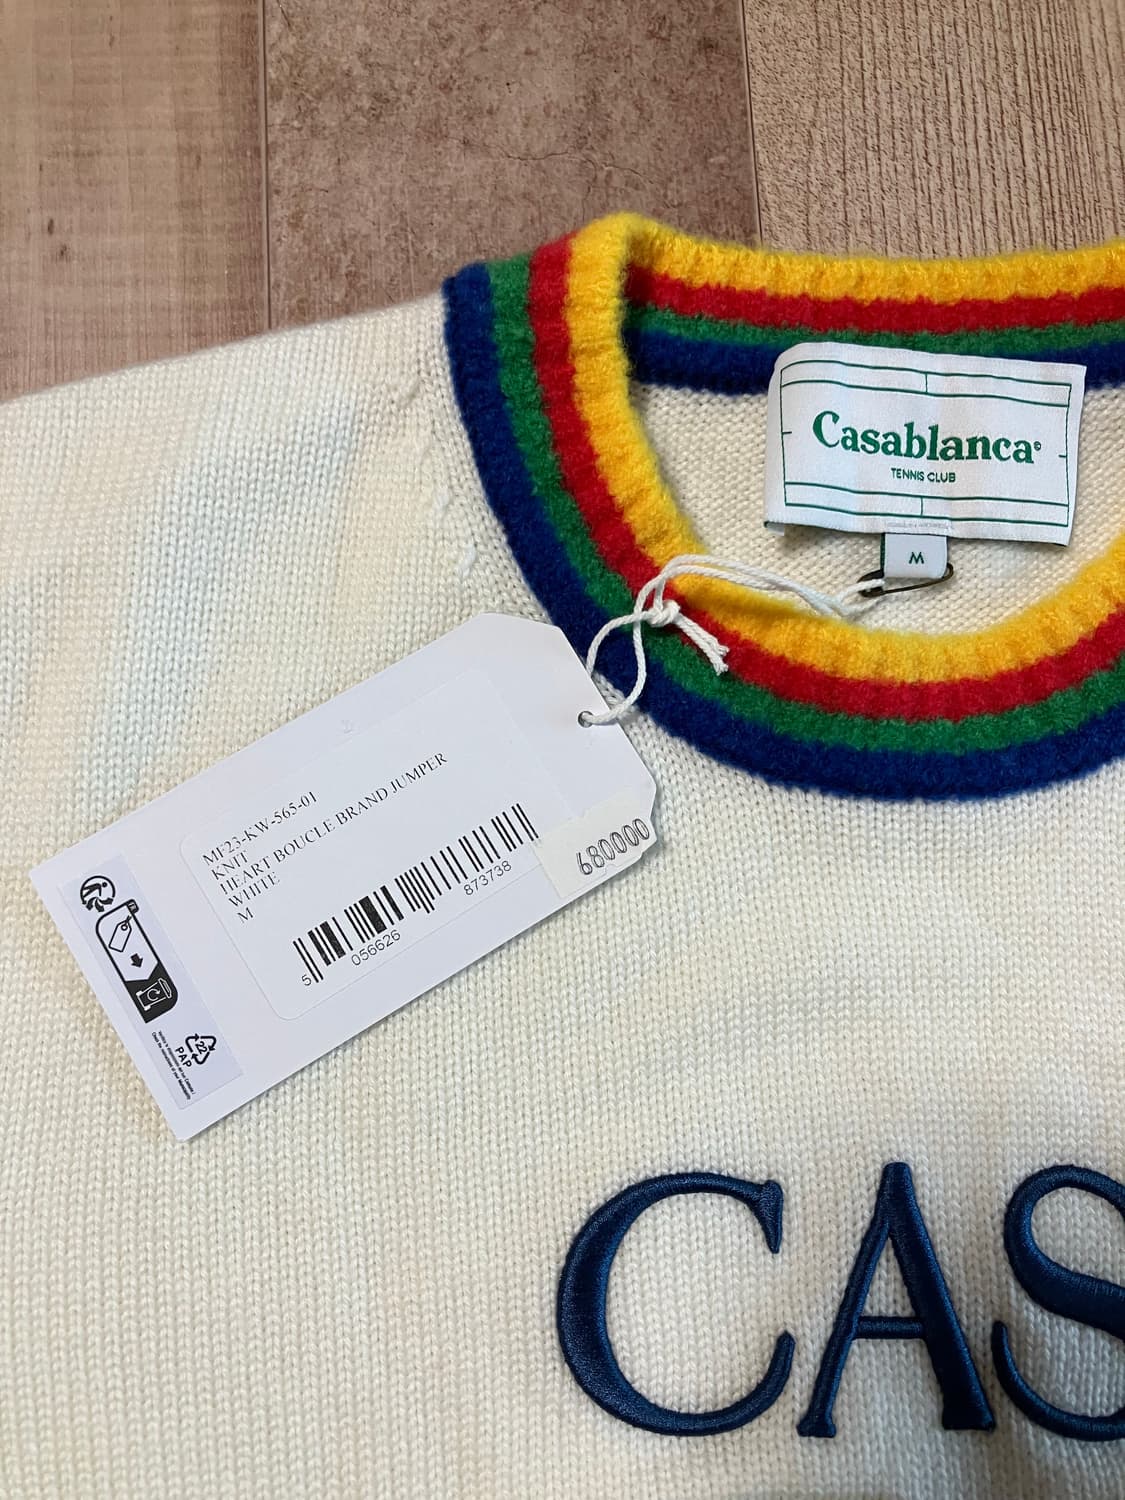 Casablanca
TENNIS CLUB
M
MF23-KW-565-01
KNIT
HEART BOUCLE BRAND JUMPER
WHITE
M
5 056626 873738
680000
22
PAP
CAS